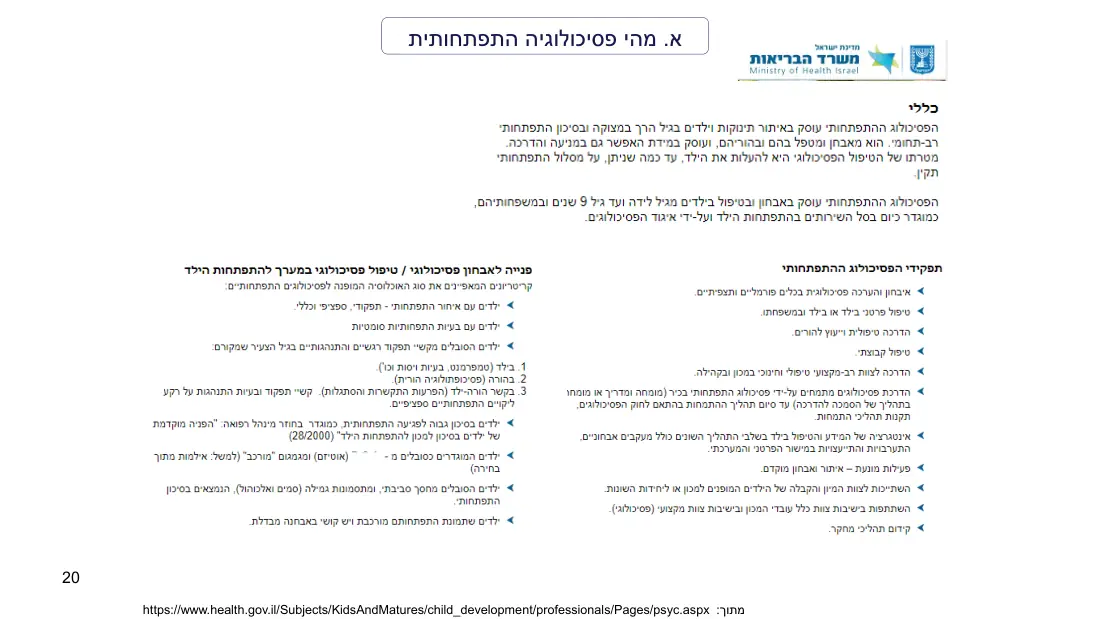 א. מהי פסיכולוגיה התפתחותית
מדינת ישראל
משרד הבריאות
Ministry of Health Israel
כללי
הפסיכולוג ההתפתחותי עוסק באיתור תינוקות וילדים בגיל הרך במצוקה ובסיכון התפתחותי
רב-תחומי. הוא מאבחן ומטפל בהם ובהוריהם, ועוסק במידת האפשר גם במניעה והדרכה.
מטרתו של הטיפול הפסיכולוגי היא להעלות את הילד, עד כמה שניתן, על מסלול התפתחותי
תקין.
הפסיכולוג ההתפתחותי עוסק באבחון ובטיפול בילדים מגיל לידה ועד גיל 9 שנים ובמשפחותיהם,
כמוגדר כיום בסל השירותים בהתפתחות הילד ועל-ידי איגוד הפסיכולוגים.
תפקידי הפסיכולוג ההתפתחותי
איבחון והערכה פסיכולוגית בכלים פורמליים ותצפיתיים.
טיפול פרטני בילד או בילד ובמשפחתו.
הדרכה טיפולית וייעוץ להורים.
טיפול קבוצתי.
הדרכה לצוות רב-מקצועי טיפולי וחינוכי במכון ובקהילה.
הדרכת פסיכולוגים מתמחים על-ידי פסיכולוג התפתחותי בכיר (מומחה ומדריך או מומחה
בתהליך של הסמכה להדרכה) עד סיום תהליך ההתמחות בהתאם לחוק הפסיכולוגים,
תקנות תהליכי התמחות.
אינטגרציה של המידע והטיפול בילד בשלבי התהליך השונים כולל מעקבים אבחוניים,
התערבויות והתייעצויות במישור הפרטני והמערכתי.
פעילות מונעת – איתור ואבחון מוקדם.
השתייכות לצוות המיון והקבלה של הילדים המופנים למכון או ליחידות השונות.
השתתפות בישיבות צוות כלל עובדי המכון ובישיבות צוות מקצועי (פסיכולוגי).
קידום תהליכי מחקר.
פנייה לאבחון פסיכולוגי / טיפול פסיכולוגי במערך להתפתחות הילד
קריטריונים המאפיינים את סוג האוכלוסיה המופנה לפסיכולוגים התפתחותיים:
ילדים עם איחור התפתחותי - תפקודי, ספציפי וכללי.
ילדים עם בעיות התפתחותיות סומטיות
ילדים הסובלים מקשיי תפקוד רגשיים והתנהגותיים בגיל הצעיר שמקורם:
1. בילד (טמפרמנט, בעיות ויסות וכו').
2. בהורה (פסיכופתולוגיה הורית).
3. בקשר הורה-ילד (הפרעות התקשרות והסתגלות). קשיי תפקוד ובעיות התנהגות על רקע
ליקויים התפתחותיים ספציפיים.
ילדים בסיכון גבוה לפגיעה התפתחותית, כמוגדר בחוזר מינהל רפואה: "הפניה מוקדמת
של ילדים בסיכון למכון להתפתחות הילד" (28/2000)
ילדים המוגדרים כסובלים מ - (אוטיזם) ומגמגום "מורכב" (למשל: אילמות מתוך
בחירה)
ילדים הסובלים מחסך סביבתי, ומתסמונות גמילה (סמים ואלכוהול), הנמצאים בסיכון
התפתחותי.
ילדים שתמונת התפתחותם מורכבת ויש קושי באבחנה מבדלת.
20
מתוך: https://www.health.gov.il/Subjects/KidsAndMatures/child_development/professionals/Pages/psyc.aspx